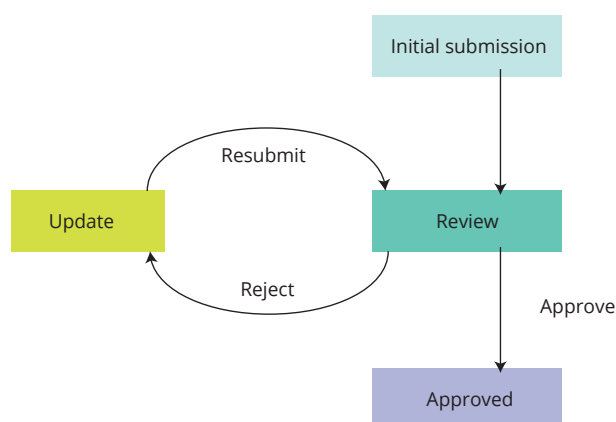 Initial submission
Resubmit
Update
Review
Reject
Approve
Approved